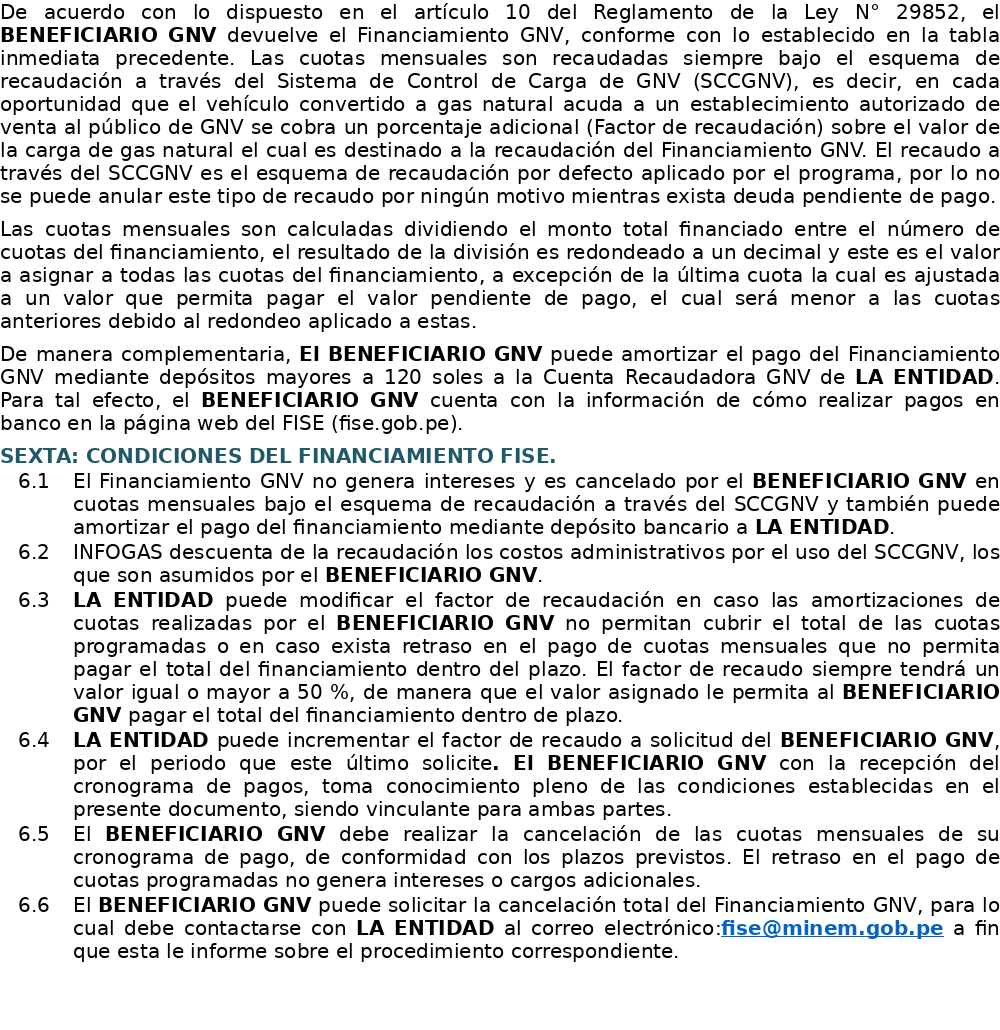 De acuerdo con lo dispuesto en el artículo 10 del Reglamento de la Ley N° 29852, el
BENEFICIARIO GNV devuelve el Financiamiento GNV, conforme con lo establecido en la tabla
inmediata precedente. Las cuotas mensuales son recaudadas siempre bajo el esquema de
recaudación a través del Sistema de Control de Carga de GNV (SCCGNV), es decir, en cada
oportunidad que el vehículo convertido a gas natural acuda a un establecimiento autorizado de
venta al público de GNV se cobra un porcentaje adicional (Factor de recaudación) sobre el valor de
la carga de gas natural el cual es destinado a la recaudación del Financiamiento GNV. El recaudo a
través del SCCGNV es el esquema de recaudación por defecto aplicado por el programa, por lo no
se puede anular este tipo de recaudo por ningún motivo mientras exista deuda pendiente de pago.
Las cuotas mensuales son calculadas dividiendo el monto total financiado entre el número de
cuotas del financiamiento, el resultado de la división es redondeado a un decimal y este es el valor
a asignar a todas las cuotas del financiamiento, a excepción de la última cuota la cual es ajustada
a un valor que permita pagar el valor pendiente de pago, el cual será menor a las cuotas
anteriores debido al redondeo aplicado a estas.
De manera complementaria, El BENEFICIARIO GNV puede amortizar el pago del Financiamiento
GNV mediante depósitos mayores a 120 soles a la Cuenta Recaudadora GNV de LA ENTIDAD.
Para tal efecto, el BENEFICIARIO GNV cuenta con la información de cómo realizar pagos en
banco en la página web del FISE (fise.gob.pe).
SEXTA: CONDICIONES DEL FINANCIAMIENTO FISE.
6.1 El Financiamiento GNV no genera intereses y es cancelado por el BENEFICIARIO GNV en
cuotas mensuales bajo el esquema de recaudación a través del SCCGNV y también puede
amortizar el pago del financiamiento mediante depósito bancario a LA ENTIDAD.
6.2 INFOGAS descuenta de la recaudación los costos administrativos por el uso del SCCGNV, los
que son asumidos por el BENEFICIARIO GNV.
6.3 LA ENTIDAD puede modificar el factor de recaudación en caso las amortizaciones de
cuotas realizadas por el BENEFICIARIO GNV no permitan cubrir el total de las cuotas
programadas o en caso exista retraso en el pago de cuotas mensuales que no permita
pagar el total del financiamiento dentro del plazo. El factor de recaudo siempre tendrá un
valor igual o mayor a 50 %, de manera que el valor asignado le permita al BENEFICIARIO
GNV pagar el total del financiamiento dentro de plazo.
6.4 LA ENTIDAD puede incrementar el factor de recaudo a solicitud del BENEFICIARIO GNV,
por el periodo que este último solicite. El BENEFICIARIO GNV con la recepción del
cronograma de pagos, toma conocimiento pleno de las condiciones establecidas en el
presente documento, siendo vinculante para ambas partes.
6.5 El BENEFICIARIO GNV debe realizar la cancelación de las cuotas mensuales de su
cronograma de pago, de conformidad con los plazos previstos. El retraso en el pago de
cuotas programadas no genera intereses o cargos adicionales.
6.6 El BENEFICIARIO GNV puede solicitar la cancelación total del Financiamiento GNV, para lo
cual debe contactarse con LA ENTIDAD al correo electrónico:fise@minem.gob.pe a fin
que esta le informe sobre el procedimiento correspondiente.